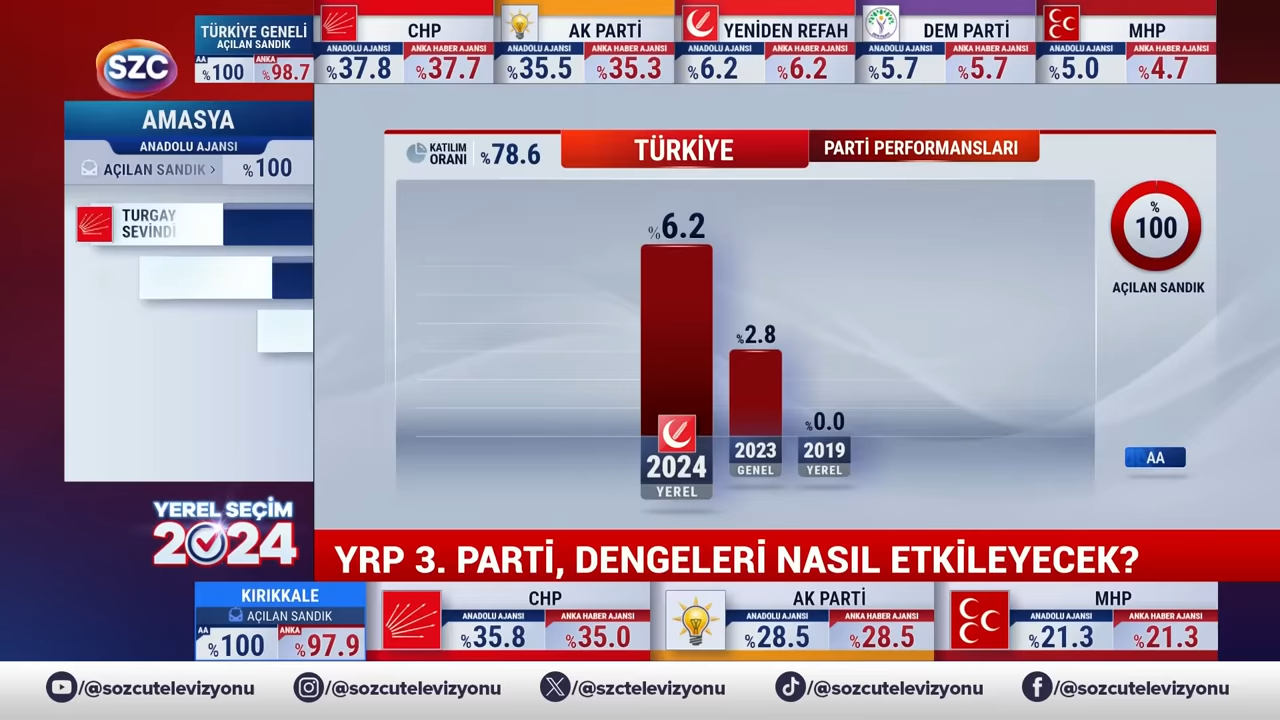 SZC
TÜRKİYE GENELİ
AÇILAN SANDIK
AA
%100
ANKA
%98.7
CHP
ANADOLU AJANSI
%37.8
ANKA HABER AJANSI
%37.7
AK PARTİ
ANADOLU AJANSI
%35.5
ANKA HABER AJANSI
%35.3
YENİDEN REFAH
ANADOLU AJANSI
%6.2
ANKA HABER AJANSI
%6.2
DEM PARTİ
ANADOLU AJANSI
%5.7
ANKA HABER AJANSI
%5.7
MHP
ANADOLU AJANSI
%5.0
ANKA HABER AJANSI
%4.7
AMASYA
ANADOLU AJANSI
AÇILAN SANDIK >
%100
TURGAY
SEVİNDİ
KATILIM
ORANI
%78.6
TÜRKİYE
PARTİ PERFORMANSLARI
%6.2
2024
YEREL
%2.8
2023
GENEL
%0.0
2019
YEREL
%
100
AÇILAN SANDIK
AA
YEREL SEÇİM
2024
YRP 3. PARTİ, DENGELERİ NASIL ETKİLEYECEK?
KIRIKKALE
AÇILAN SANDIK
AA
%100
ANKA
%97.9
CHP
ANADOLU AJANSI
%35.8
ANKA HABER AJANSI
%35.0
AK PARTİ
ANADOLU AJANSI
%28.5
ANKA HABER AJANSI
%28.5
MHP
ANADOLU AJANSI
%21.3
ANKA HABER AJANSI
%21.3
/@sozcutelevizyonu
/@sozcutelevizyonu
/@szctelevizyonu
/@sozcutelevizyonu
/@sozcutelevizyonu